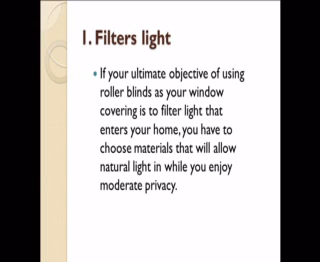 1. Filters light
• If your ultimate objective of using
roller blinds as your window
covering is to filter light that
enters your home, you have to
choose materials that will allow
natural light in while you enjoy
moderate privacy.